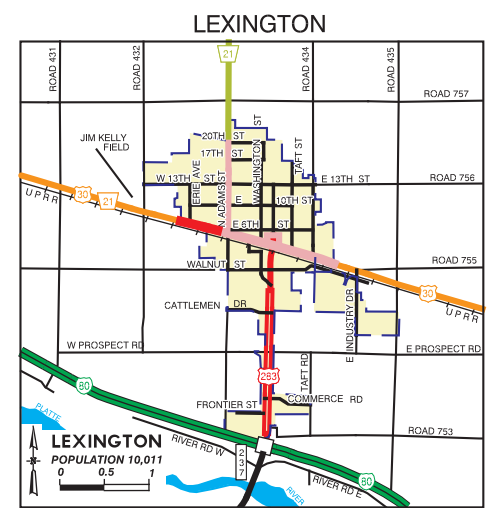 LEXINGTON
ROAD 431
ROAD 432
21
ROAD 434
ROAD 435
ROAD 757
JIM KELLY
FIELD
ST
20TH ST
17TH ST
WASHINGTON
TAFT ST
ERIE AVE
N ADAMS ST
W 13TH ST
E 13TH ST
ROAD 756
30
21
UPRR
E 10TH ST
E 6TH ST
WALNUT ST
ROAD 755
30
UPRR
CATTLEMEN DR
E INDUSTRY DR
W PROSPECT RD
E PROSPECT RD
283
TAFT RD
80
COMMERCE RD
FRONTIER ST
ROAD 753
PLATTE
RIVER RD W
237
RIVER RD E
80
RIVER
LEXINGTON
POPULATION 10,011
0 0.5 1